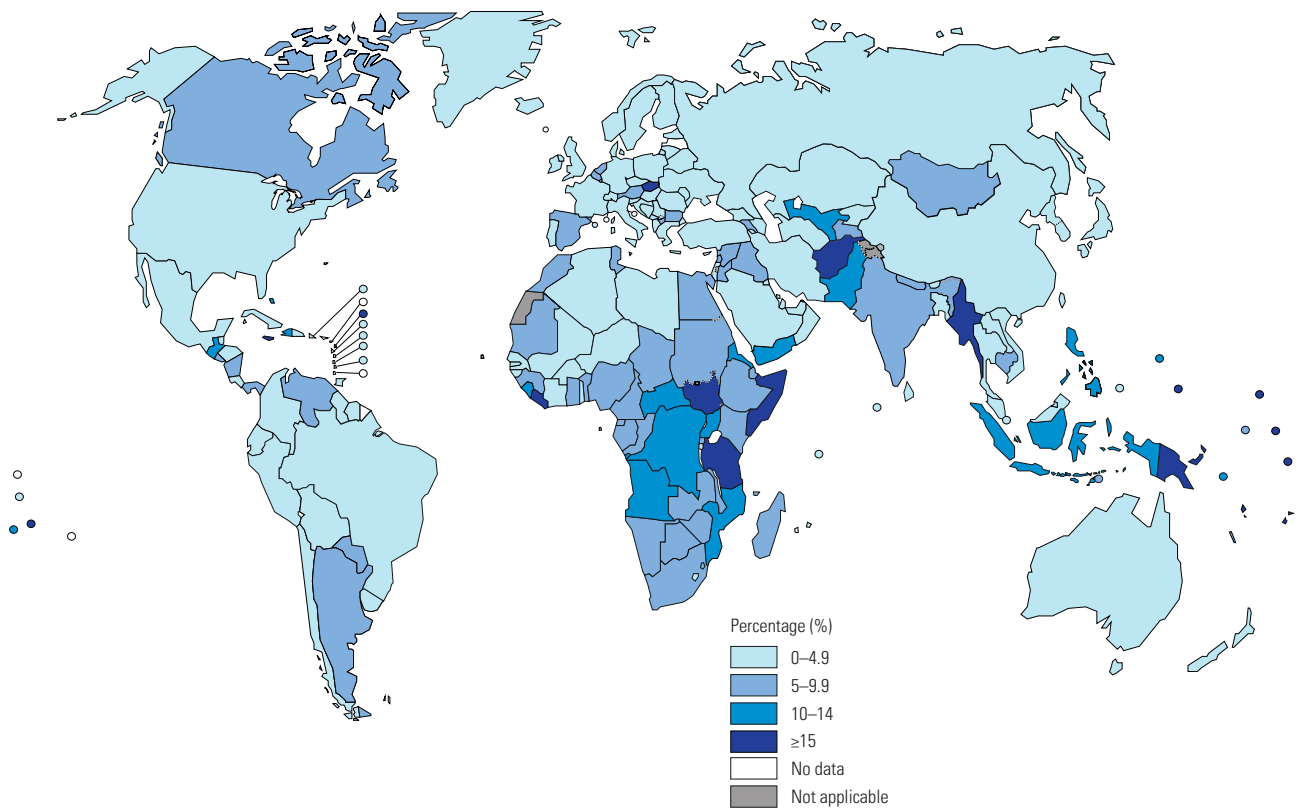 Percentage (%)
0–4.9
5–9.9
10–14
≥15
No data
Not applicable